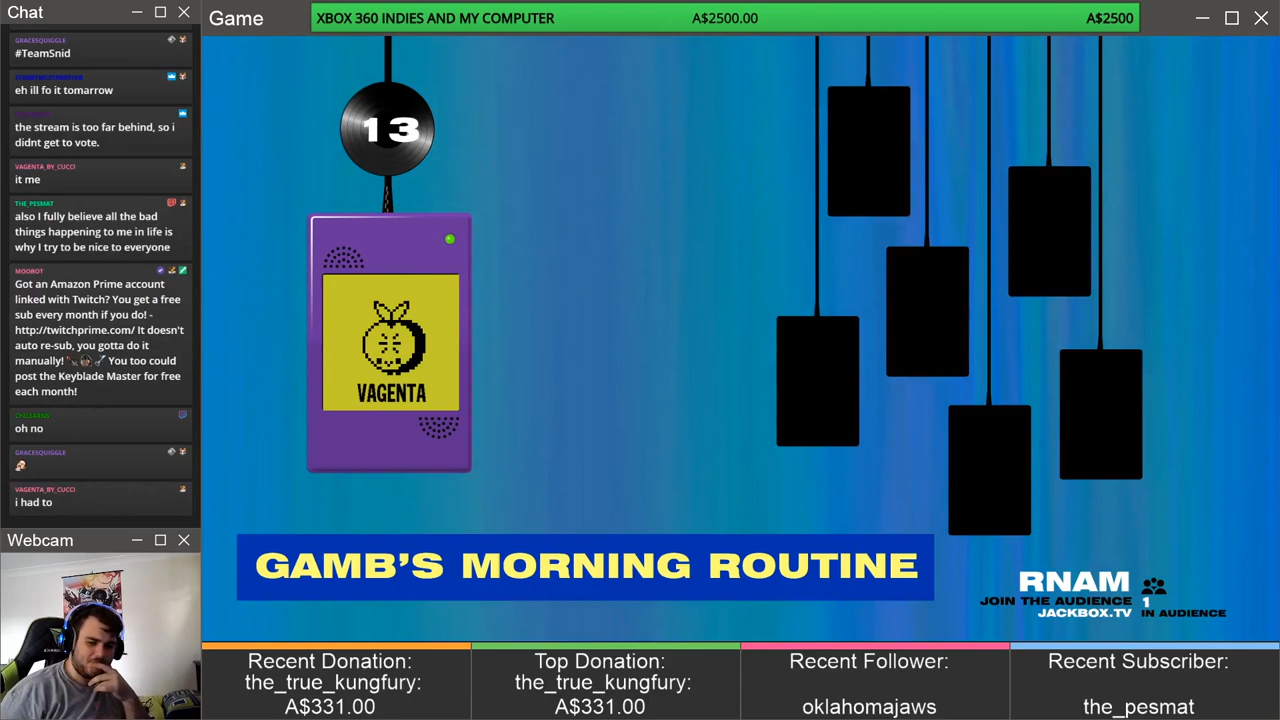 Chat
GRACESQUIGGLE
#TeamSnid
eh ill fo it tomorrow
the stream is too far behind, so i
didnt get to vote.
VAGENTA_BY_CUCCI
it me
THE_PESMAT
also I fully believe all the bad
things happening to me in life is
why I try to be nice to everyone
MOOBOT
Got an Amazon Prime account
linked with Twitch? You get a free
sub every month if you do! -
http://twitchprime.com/ It doesn't
auto re-sub, you gotta do it
manually! You too could
post the Keyblade Master for free
each month!
oh no
GRACESQUIGGLE
VAGENTA_BY_CUCCI
i had to
Webcam
Game
XBOX 360 INDIES AND MY COMPUTER
A$2500.00
A$2500
13
VAGENTA
GAMB'S MORNING ROUTINE
RNAM
JOIN THE AUDIENCE
JACKBOX.TV
1
IN AUDIENCE
Recent Donation:
the_true_kungfury:
A$331.00
Top Donation:
the_true_kungfury:
A$331.00
Recent Follower:
oklahomajaws
Recent Subscriber:
the_pesmat